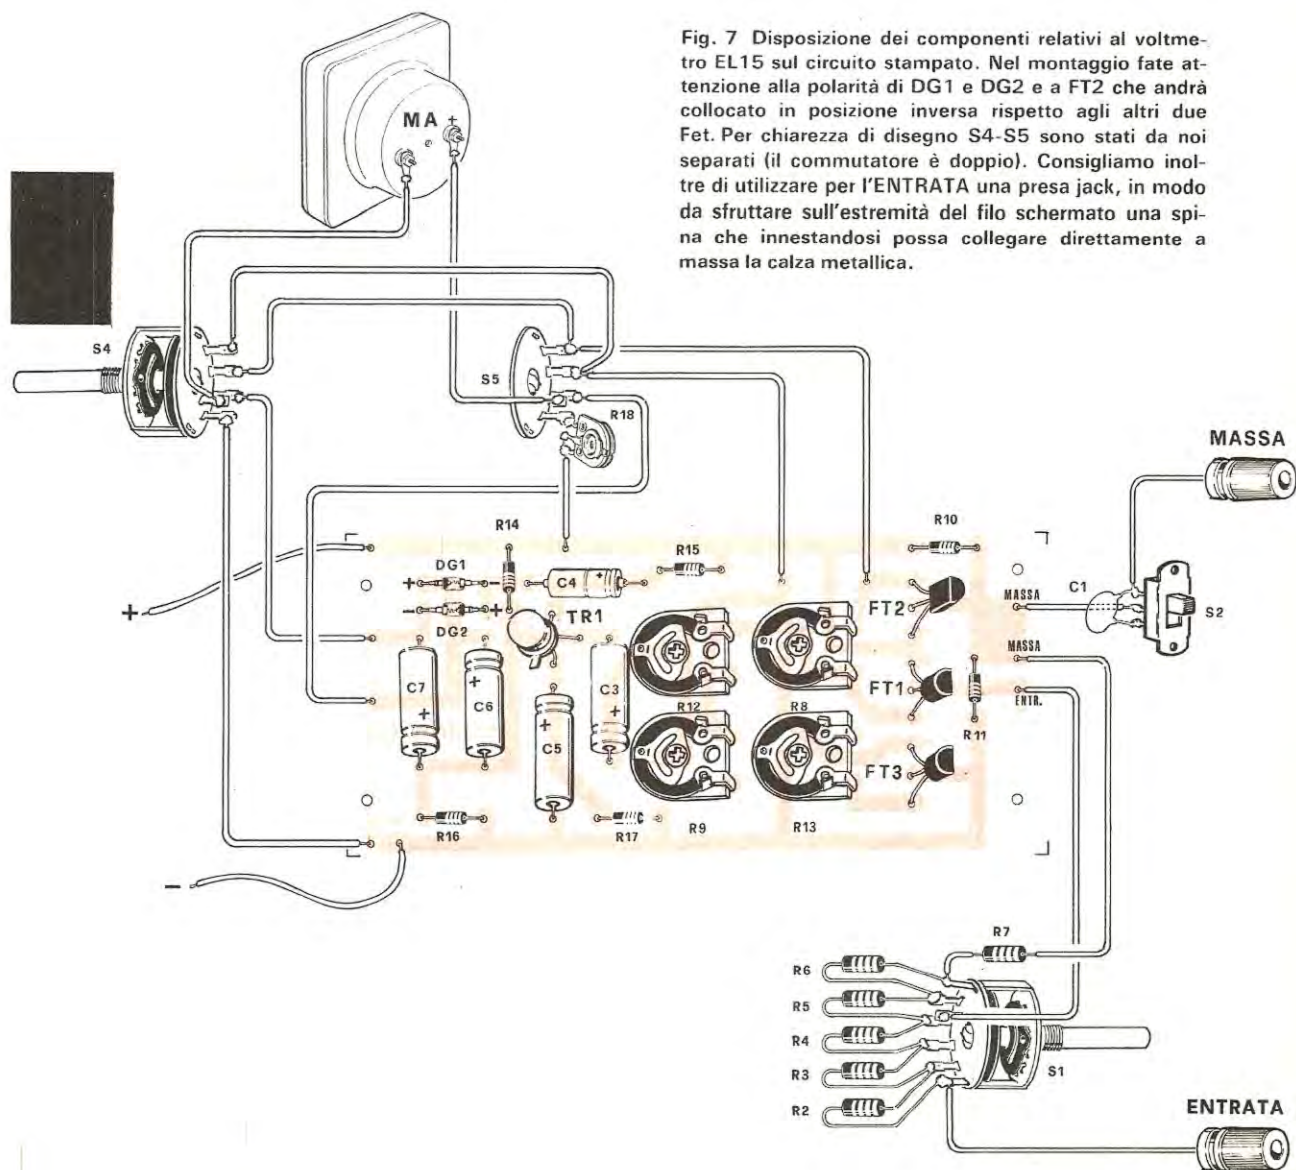 Fig. 7 Disposizione dei componenti relativi al voltme-
tro EL15 sul circuito stampato. Nel montaggio fate at-
tenzione alla polarità di DG1 e DG2 e a FT2 che andrà
collocato in posizione inversa rispetto agli altri due
Fet. Per chiarezza di disegno S4-S5 sono stati da noi
separati (il commutatore è doppio). Consigliamo inol-
tre di utilizzare per l'ENTRATA una presa jack, in modo
da sfruttare sull'estremità del filo schermato una spi-
na che innestandosi possa collegare direttamente a
massa la calza metallica.
MA +
S4
S5
R18
MASSA
R14
R10
DG1
+
-
R15
C4
+
FT2
MASSA
C1
S2
+
-
+
DG2
TR1
MASSA
C7
+
C6
+
C5
+
C3
+
R12
R8
FT1
ENTR.
R11
FT3
R16
R17
R9
R13
-
R7
R6
R5
R4
R3
R2
S1
ENTRATA